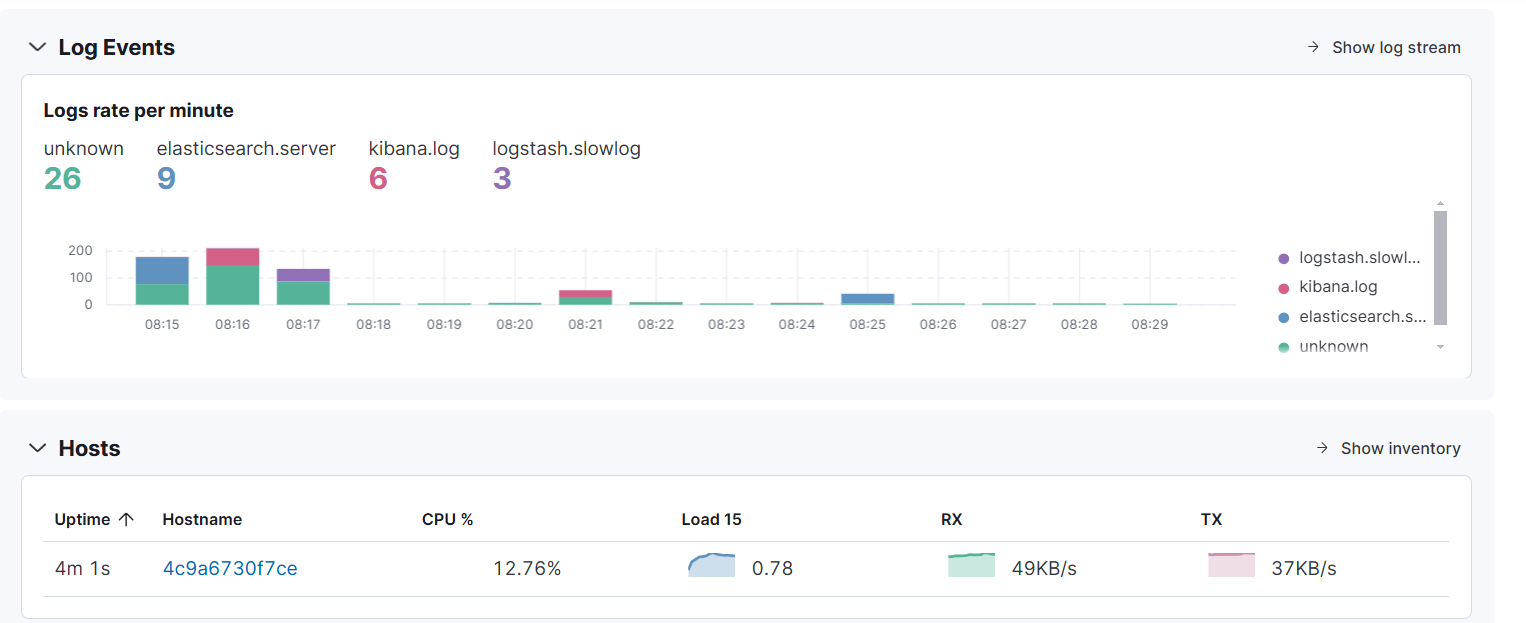 Log Events
Show log stream
Logs rate per minute
unknown elasticsearch.server kibana.log logstash.slowlog
26 9 6 3
200
100
0
08:15 08:16 08:17 08:18 08:19 08:20 08:21 08:22 08:23 08:24 08:25 08:26 08:27 08:28 08:29
logstash.slowl...
kibana.log
elasticsearch.s...
unknown
Hosts
Show inventory
Uptime Hostname CPU % Load 15 RX TX
4m 1s 4c9a6730f7ce 12.76% 0.78 49KB/s 37KB/s